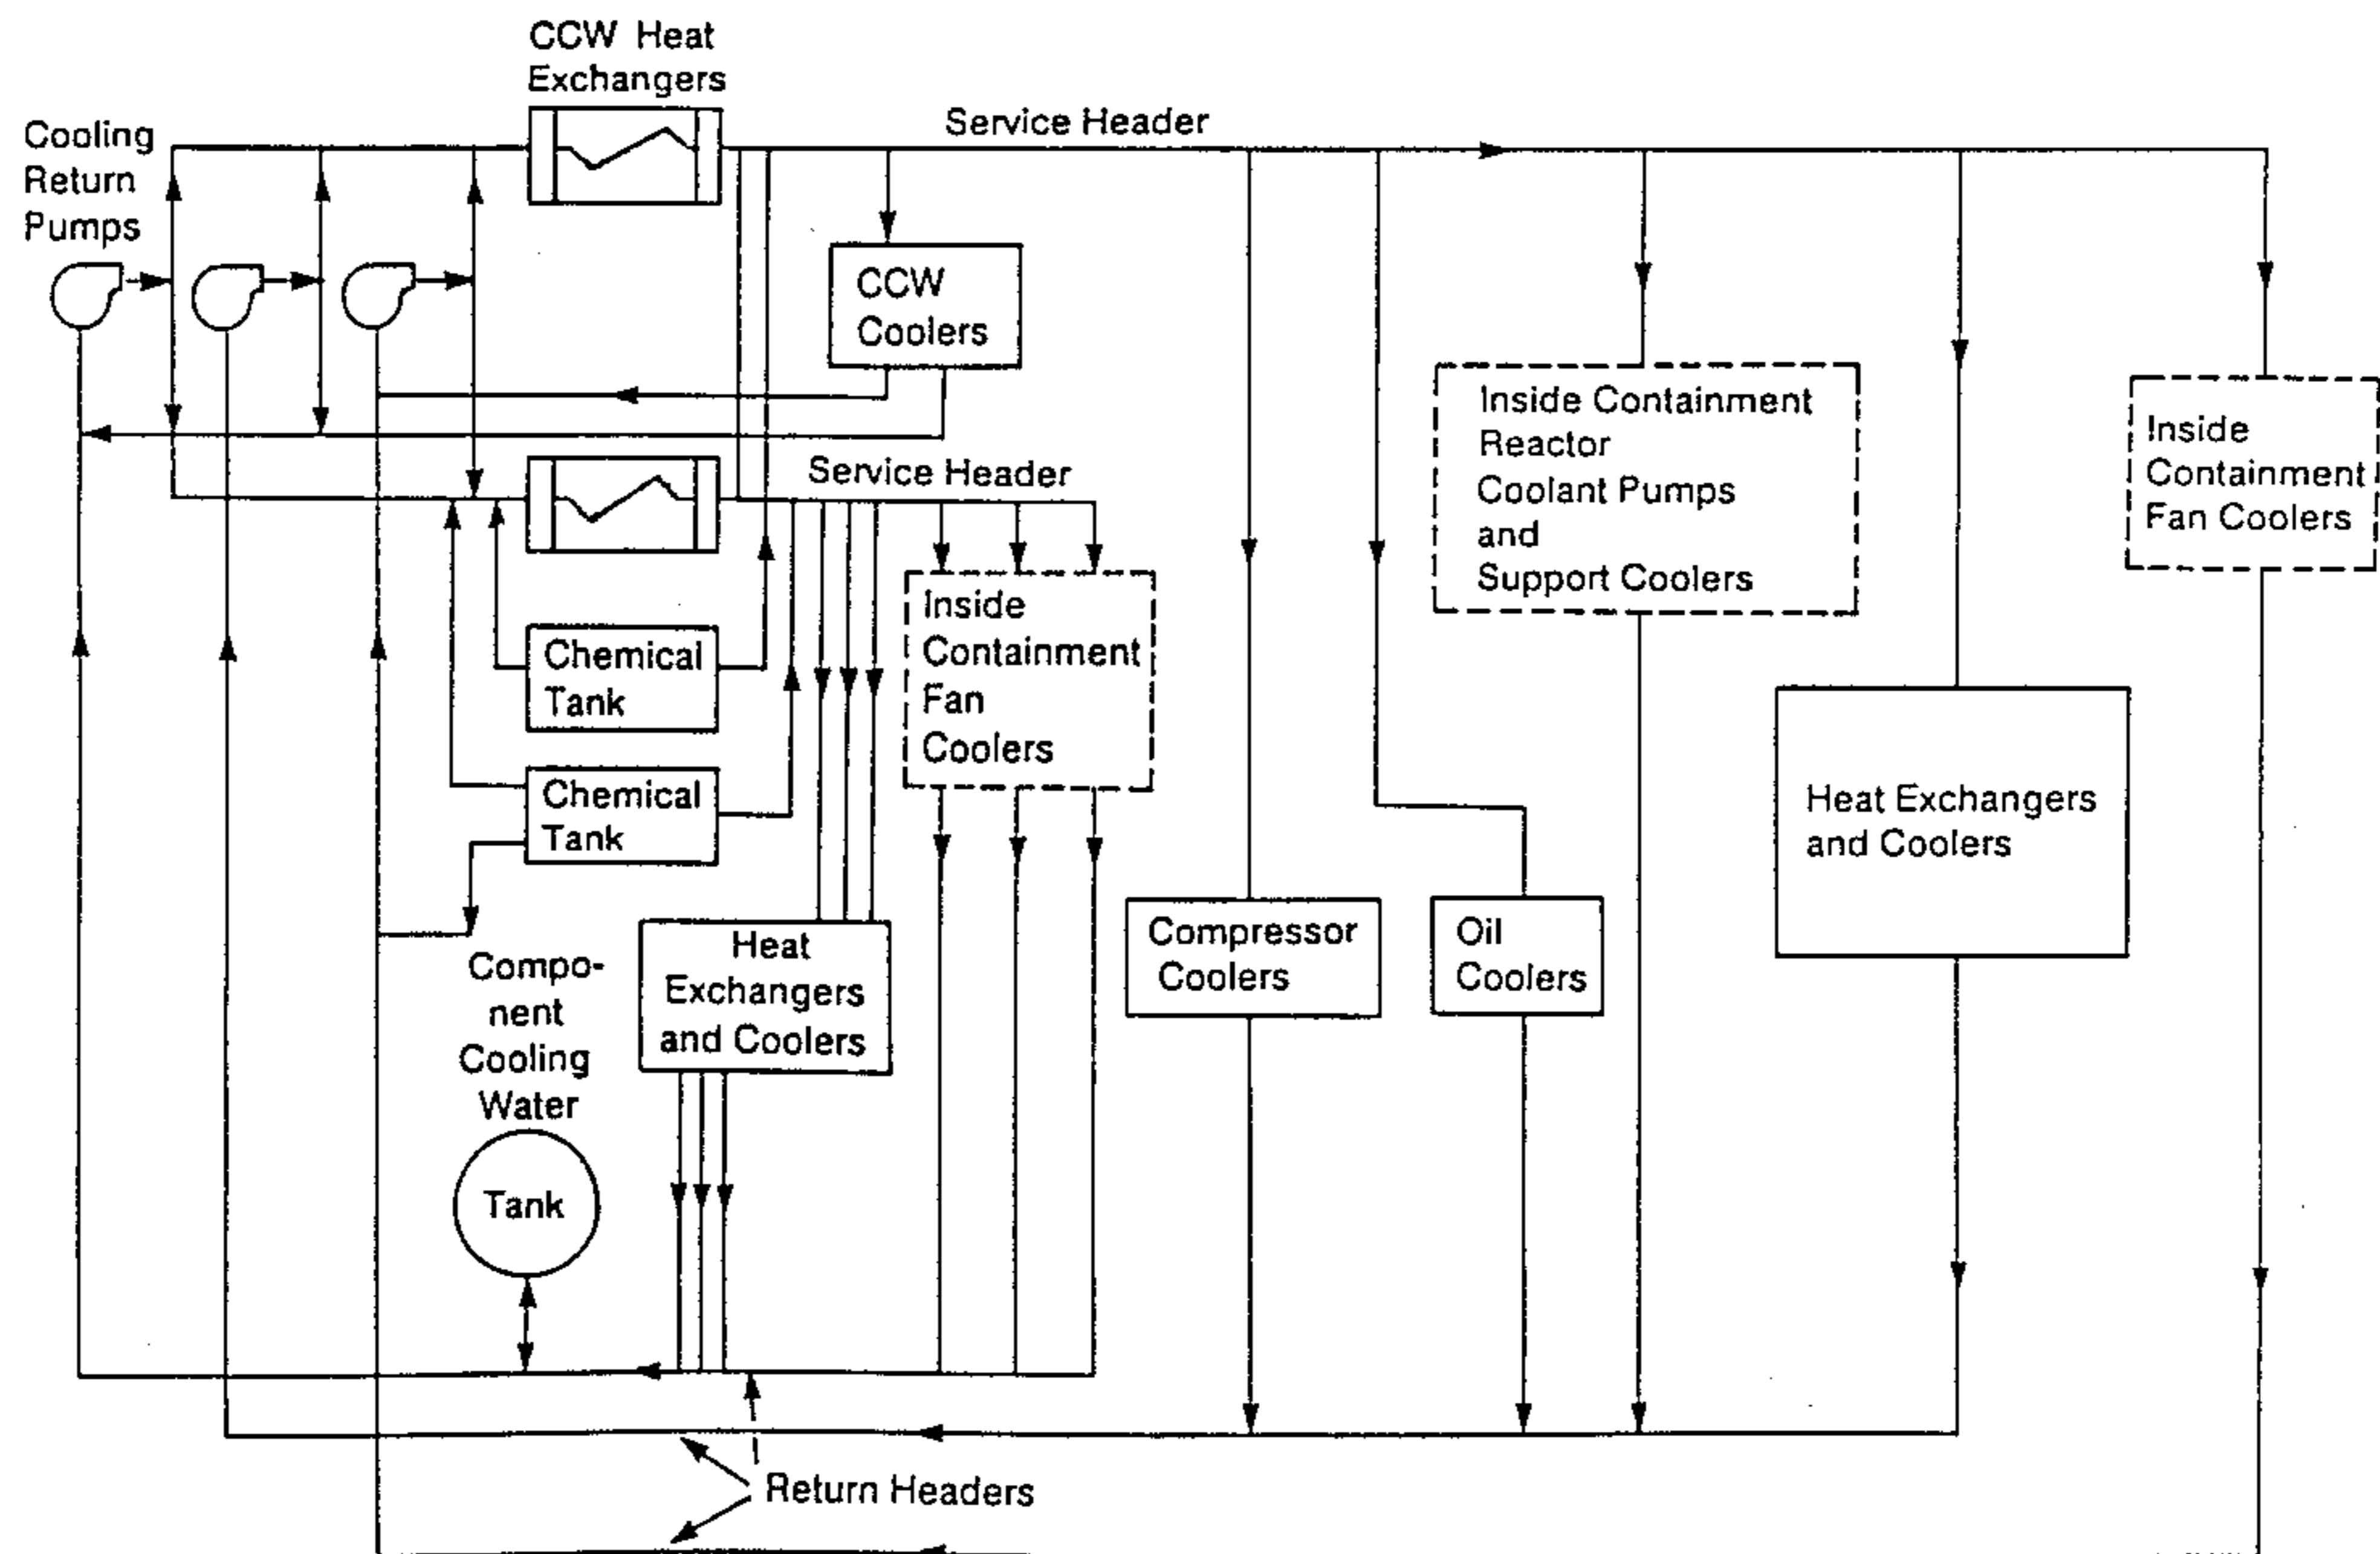 CCW Heat
Exchangers
Cooling
Return
Pumps
Service Header
CCW
Coolers
Inside Containment
Reactor
Coolant Pumps
and
Support Coolers
Inside
Containment
Fan Coolers
Service Header
Inside
Containment
Fan
Coolers
Chemical
Tank
Chemical
Tank
Heat Exchangers
and Coolers
Compressor
Coolers
Oil
Coolers
Heat
Exchangers
and Coolers
Compo-
nent
Cooling
Water
Tank
Return Headers